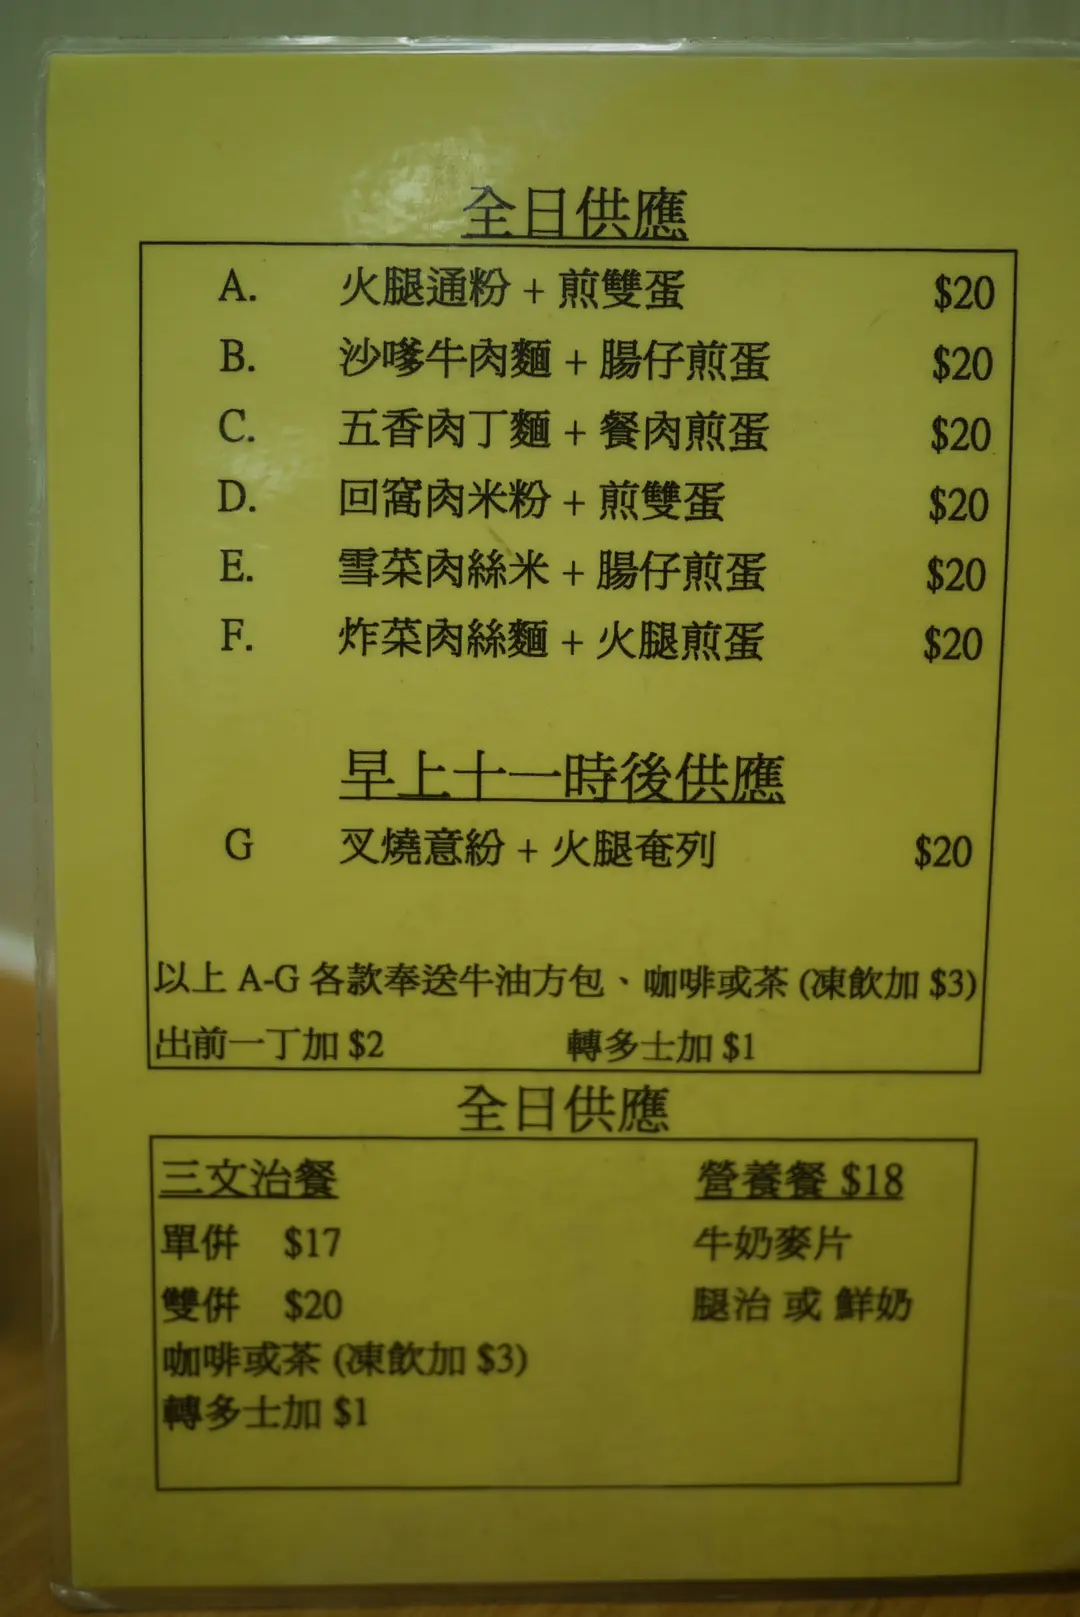 全日供應
A. 火腿通粉 + 煎雙蛋 $20
B. 沙嗲牛肉麵 + 腸仔煎蛋 $20
C. 五香肉丁麵 + 餐肉煎蛋 $20
D. 回窩肉米粉 + 煎雙蛋 $20
E. 雪菜肉絲米 + 腸仔煎蛋 $20
F. 炸菜肉絲麵 + 火腿煎蛋 $20
早上十一時後供應
G 叉燒意紛 + 火腿奄列 $20
以上 A-G 各款奉送牛油方包、咖啡或茶 (凍飲加 $3)
出前一丁加 $2 轉多士加 $1
全日供應
三文治餐 營養餐 $18
單併 $17 牛奶麥片
雙併 $20 腿治 或 鮮奶
咖啡或茶 (凍飲加 $3)
轉多士加 $1